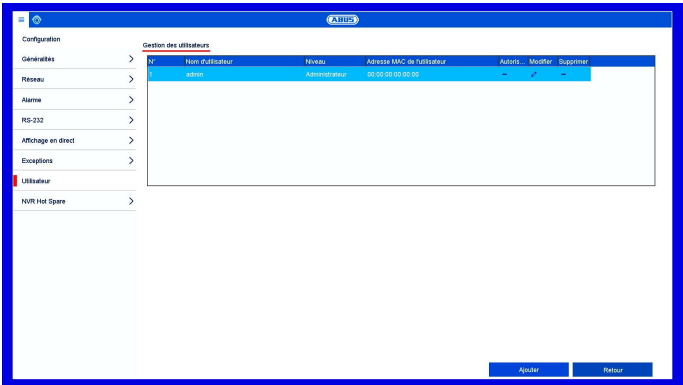 ABUS
Configuration
Gestion des utilisateurs
Généralités
Réseau
Alarme
RS-232
Affichage en direct
Exceptions
Utilisateur
NVR Hot Spare
N° Nom d'utilisateur Niveau Adresse MAC de l'utilisateur Autoris... Modifier Supprimer
1 admin Administrateur 00:00:00:00:00:00 – –
Ajouter Retour